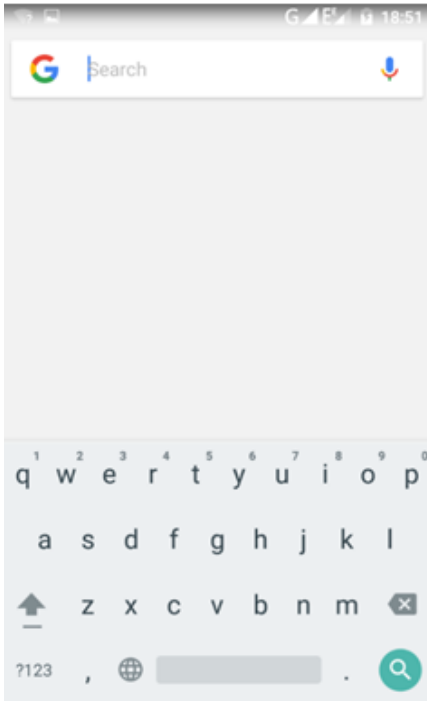 G E 18:51
G Search
1 2 3 4 5 6 7 8 9 0
q w e r t y u i o p
a s d f g h j k l
z x c v b n m
?123 , .